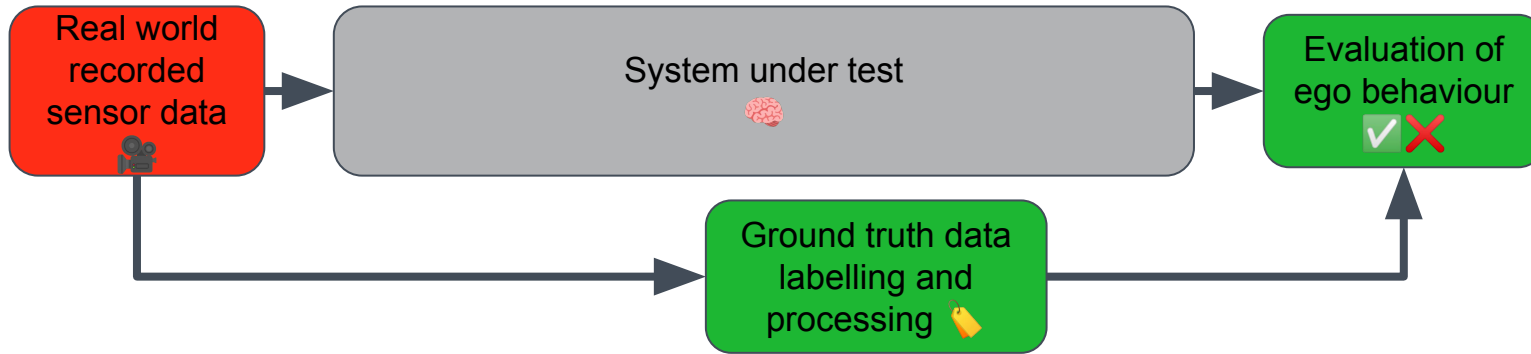 Real world
recorded
sensor data
System under test
Evaluation of
ego behaviour
Ground truth data
labelling and
processing